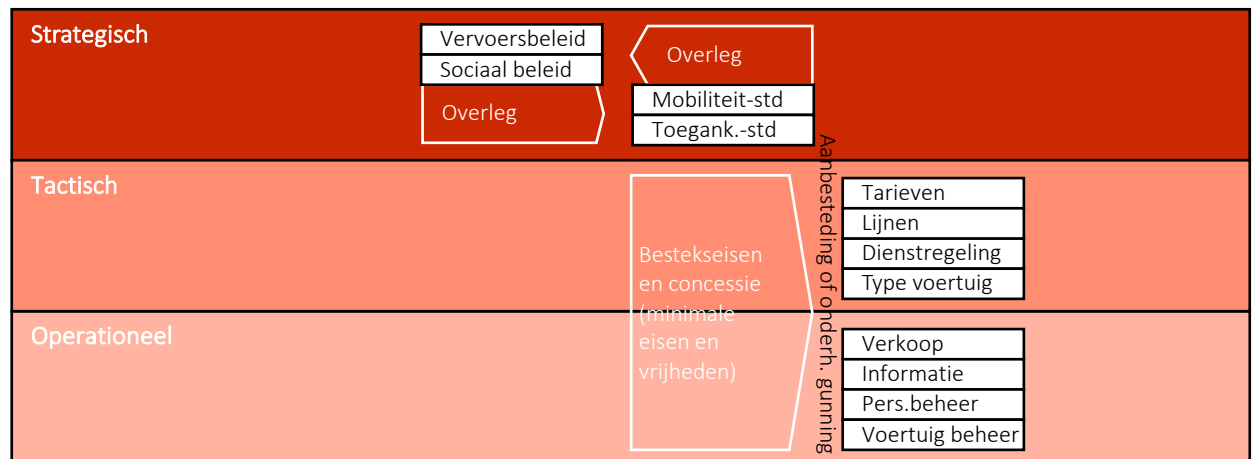 Strategisch
Vervoersbeleid
Sociaal beleid
Overleg
Overleg
Mobiliteit-std
Toegank.-std
Aanbesteding of onderh. gunning
Tactisch
Bestekseisen
en concessie
(minimale
eisen en
vrijheden)
Tarieven
Lijnen
Dienstregeling
Type voertuig
Operationeel
Verkoop
Informatie
Pers.beheer
Voertuig beheer